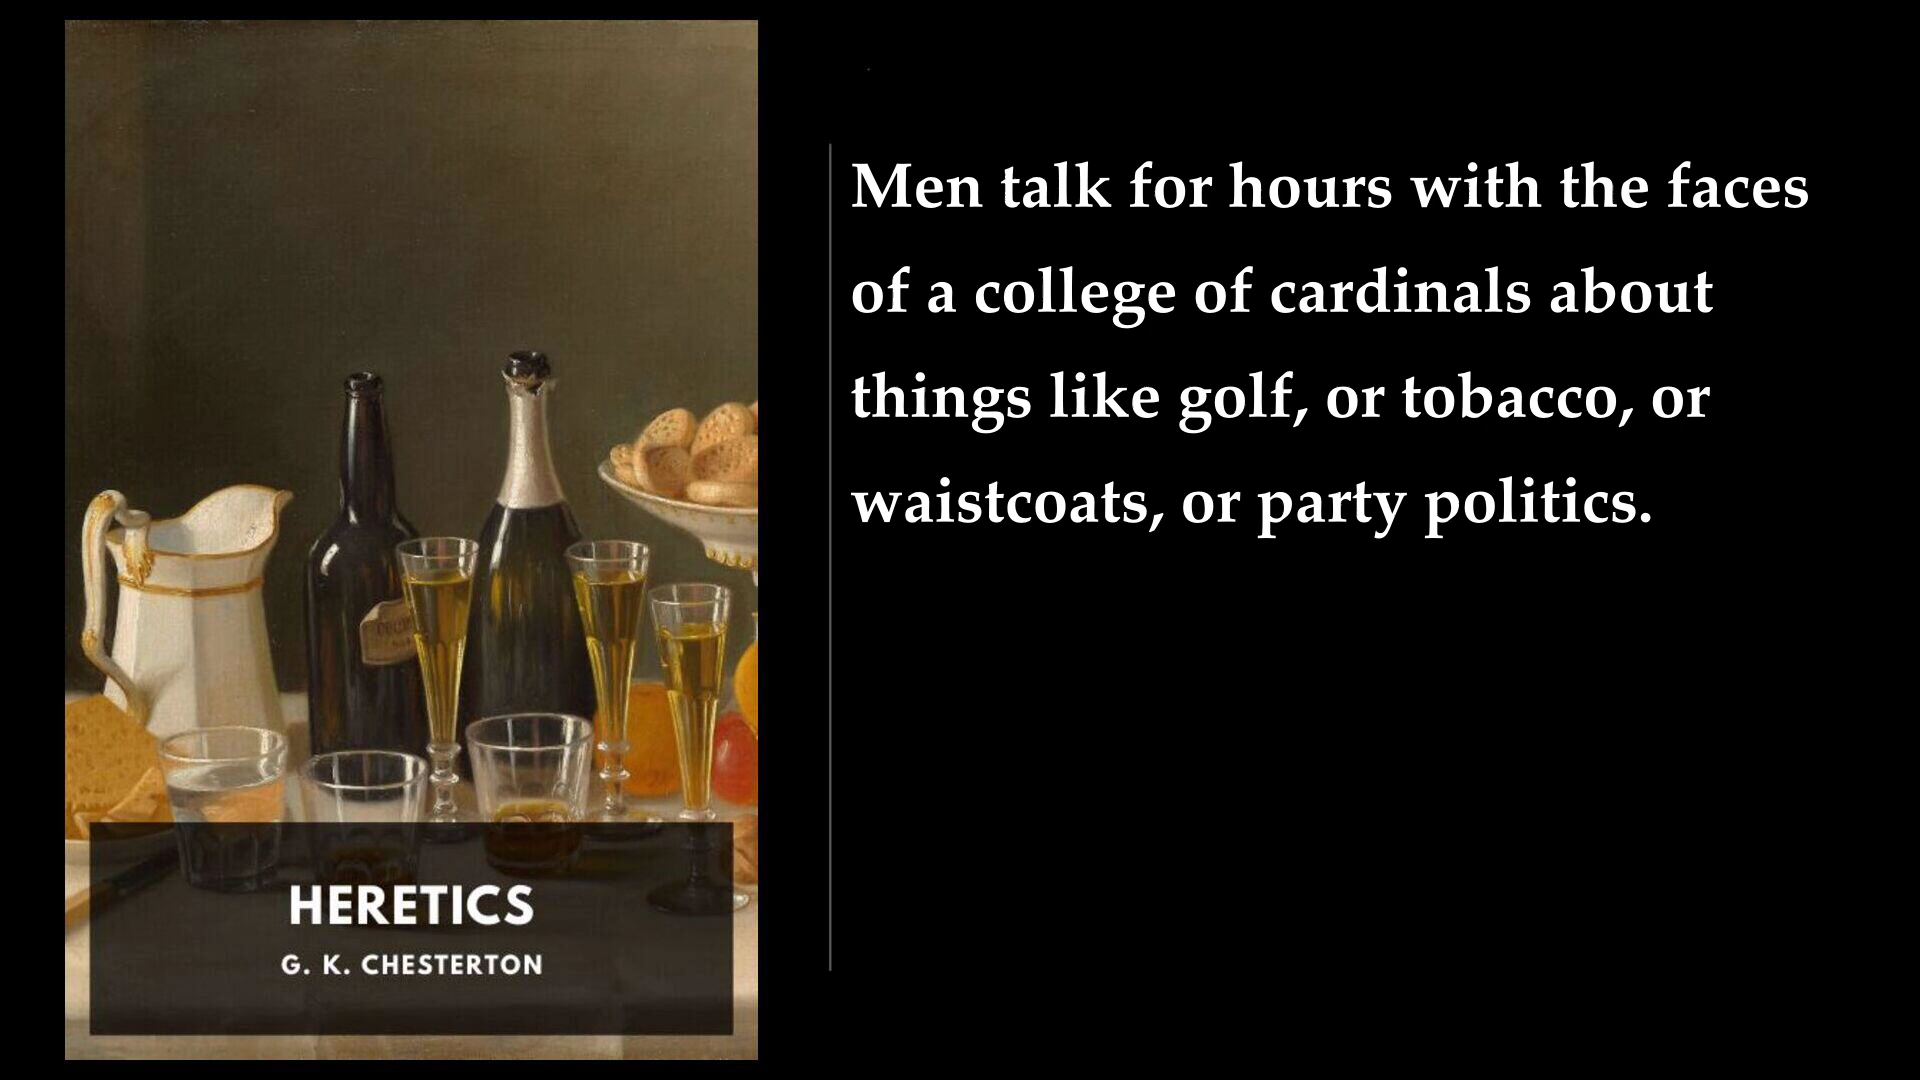 Men talk for hours with the faces
of a college of cardinals about
things like golf, or tobacco, or
waistcoats, or party politics.
HERETICS
G. K. CHESTERTON